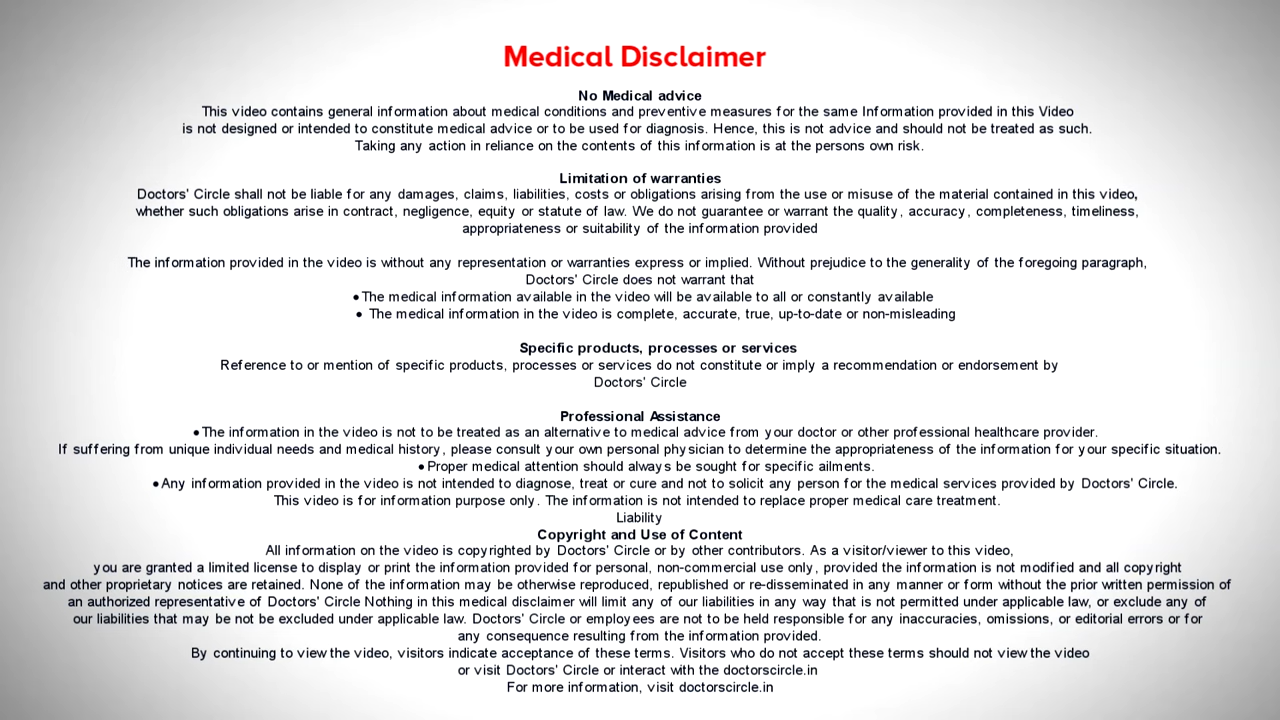 Medical Disclaimer
No Medical advice
This video contains general information about medical conditions and preventive measures for the same Information provided in this Video
is not designed or intended to constitute medical advice or to be used for diagnosis. Hence, this is not advice and should not be treated as such.
Taking any action in reliance on the contents of this information is at the persons own risk.
Limitation of warranties
Doctors' Circle shall not be liable for any damages, claims, liabilities, costs or obligations arising from the use or misuse of the material contained in this video,
whether such obligations arise in contract, negligence, equity or statute of law. We do not guarantee or warrant the quality, accuracy, completeness, timeliness,
appropriateness or suitability of the information provided
The information provided in the video is without any representation or warranties express or implied. Without prejudice to the generality of the foregoing paragraph,
Doctors' Circle does not warrant that
•The medical information available in the video will be available to all or constantly available
• The medical information in the video is complete, accurate, true, up-to-date or non-misleading
Specific products, processes or services
Reference to or mention of specific products, processes or services do not constitute or imply a recommendation or endorsement by
Doctors' Circle
Professional Assistance
•The information in the video is not to be treated as an alternative to medical advice from your doctor or other professional healthcare provider.
If suffering from unique individual needs and medical history, please consult your own personal physician to determine the appropriateness of the information for your specific situation.
•Proper medical attention should always be sought for specific ailments.
•Any information provided in the video is not intended to diagnose, treat or cure and not to solicit any person for the medical services provided by Doctors' Circle.
This video is for information purpose only. The information is not intended to replace proper medical care treatment.
Liability
Copyright and Use of Content
All information on the video is copyrighted by Doctors' Circle or by other contributors. As a visitor/viewer to this video,
you are granted a limited license to display or print the information provided for personal, non-commercial use only, provided the information is not modified and all copyright
and other proprietary notices are retained. None of the information may be otherwise reproduced, republished or re-disseminated in any manner or form without the prior written permission of
an authorized representative of Doctors' Circle Nothing in this medical disclaimer will limit any of our liabilities in any way that is not permitted under applicable law, or exclude any of
our liabilities that may be not be excluded under applicable law. Doctors' Circle or employees are not to be held responsible for any inaccuracies, omissions, or editorial errors or for
any consequence resulting from the information provided.
By continuing to view the video, visitors indicate acceptance of these terms. Visitors who do not accept these terms should not view the video
or visit Doctors' Circle or interact with the doctorscircle.in
For more information, visit doctorscircle.in